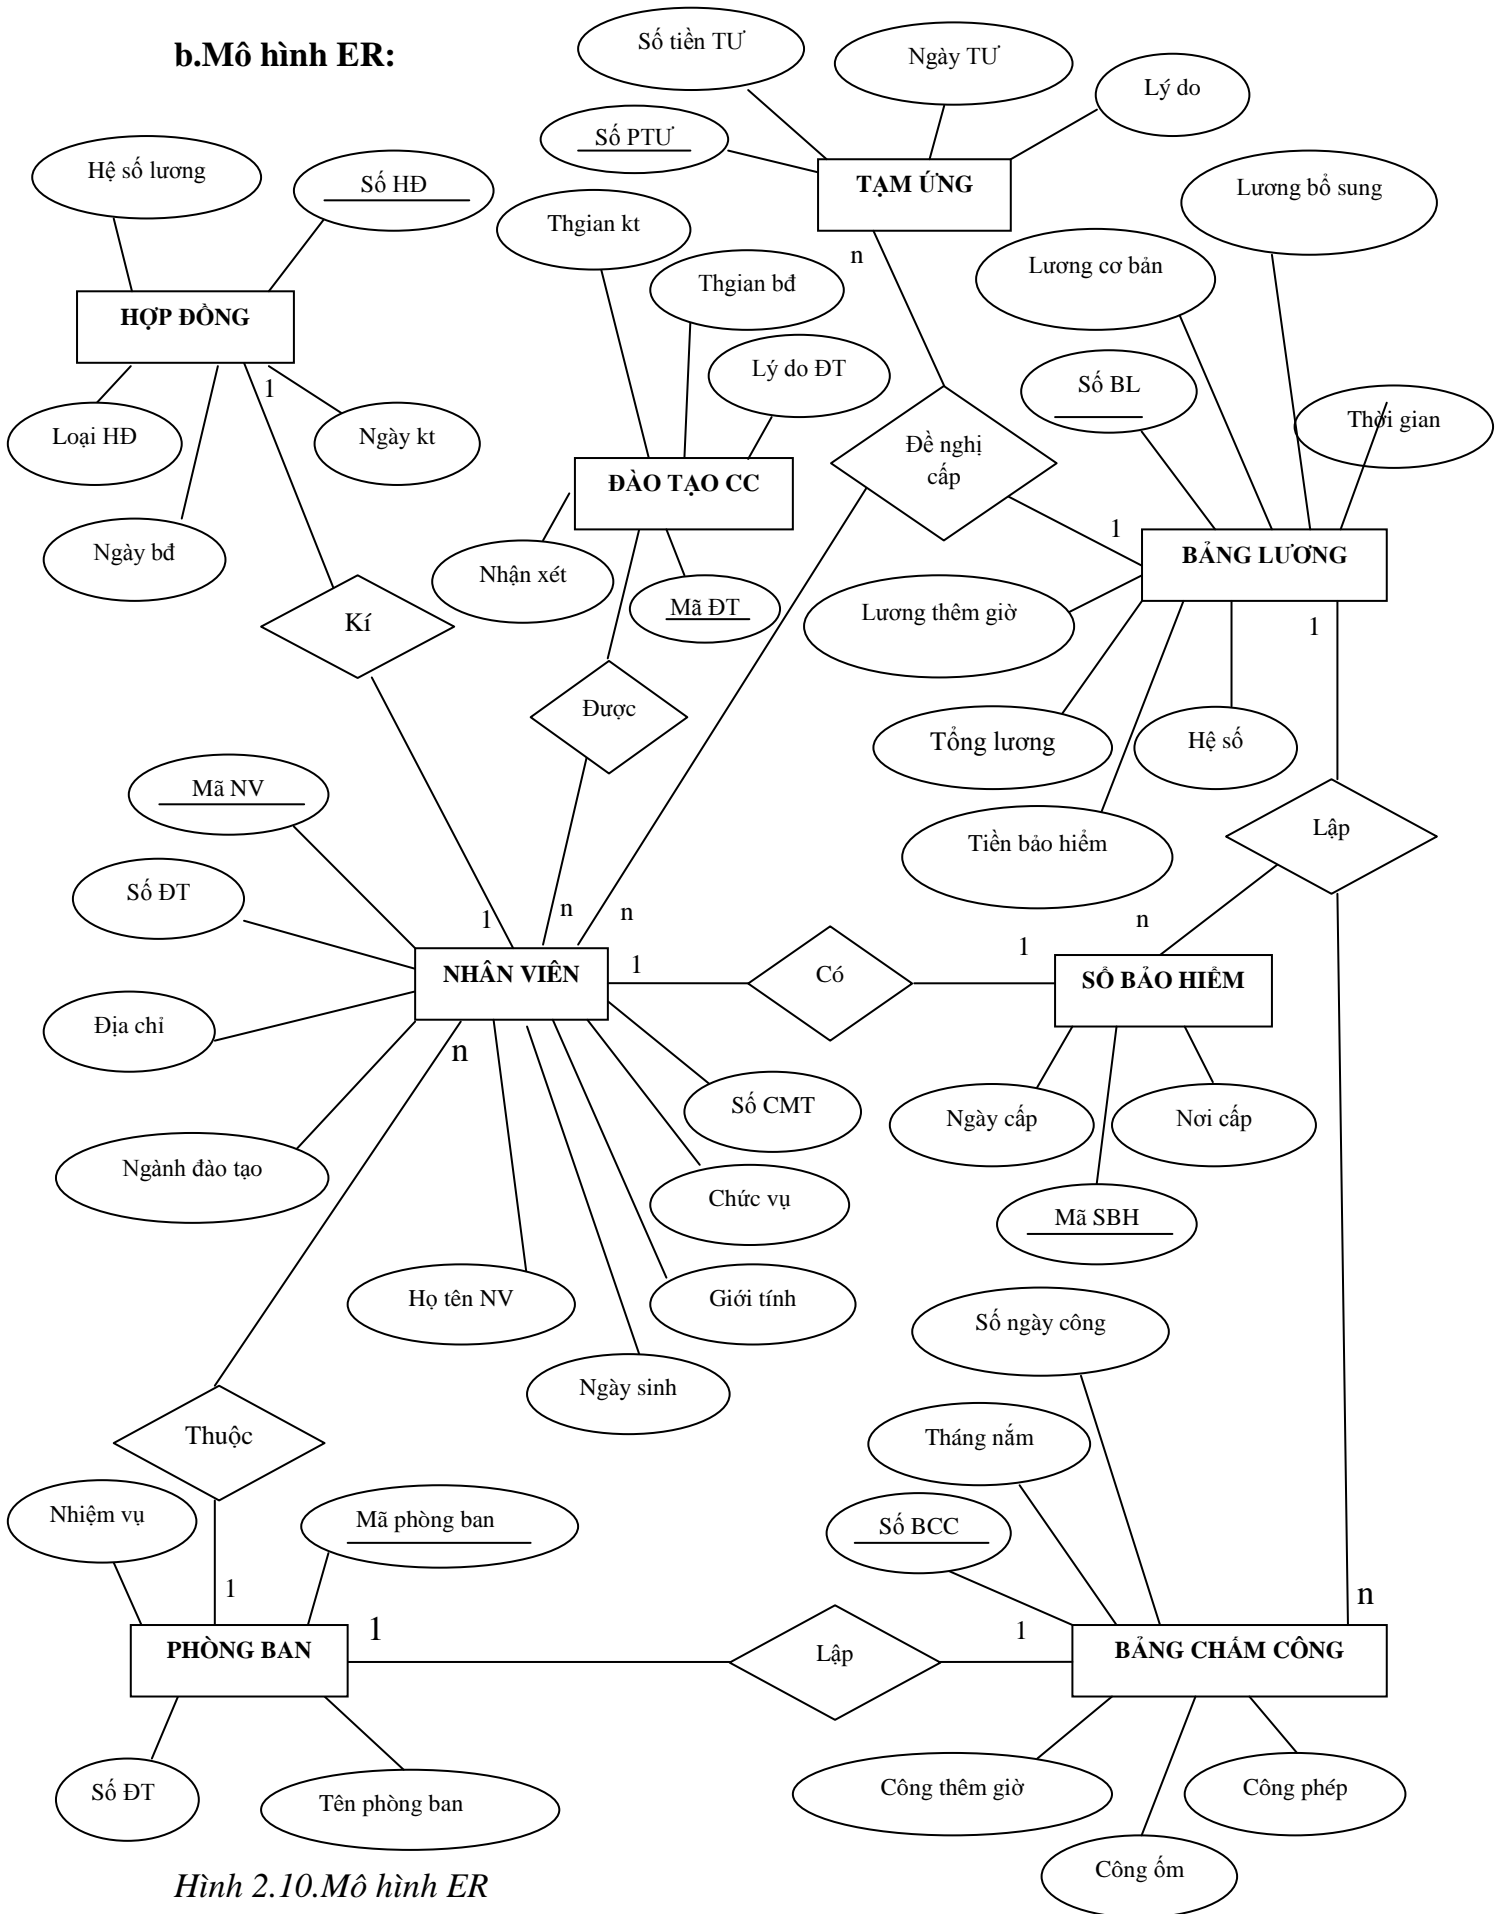 b.Mô hình ER:
Số tiền TƯ
Ngày TƯ
Lý do
Số PTƯ
TẠM ỨNG
n
Hệ số lương
Số HĐ
HỢP ĐỒNG
1
Loại HĐ
Ngày kt
Ngày bđ
Kí
Thgian kt
Thgian bđ
Lý do ĐT
ĐÀO TẠO CC
Nhận xét
Mã ĐT
Được
Đề nghị
cấp
Lương bổ sung
Lương cơ bản
Số BL
Thời gian
1
BẢNG LƯƠNG
1
Lương thêm giờ
Tổng lương
Hệ số
Tiền bảo hiểm
Lập
Mã NV
Số ĐT
Địa chỉ
Ngành đào tạo
1
n
n
NHÂN VIÊN
1
Có
1
n
SỔ BẢO HIỂM
n
Số CMT
Chức vụ
Giới tính
Họ tên NV
Ngày sinh
Ngày cấp
Nơi cấp
Mã SBH
Thuộc
Nhiệm vụ
Mã phòng ban
1
PHÒNG BAN
1
Số ĐT
Tên phòng ban
Lập
Số ngày công
Tháng nắm
Số BCC
1
n
BẢNG CHẤM CÔNG
Công thêm giờ
Công phép
Công ốm
Hình 2.10.Mô hình ER